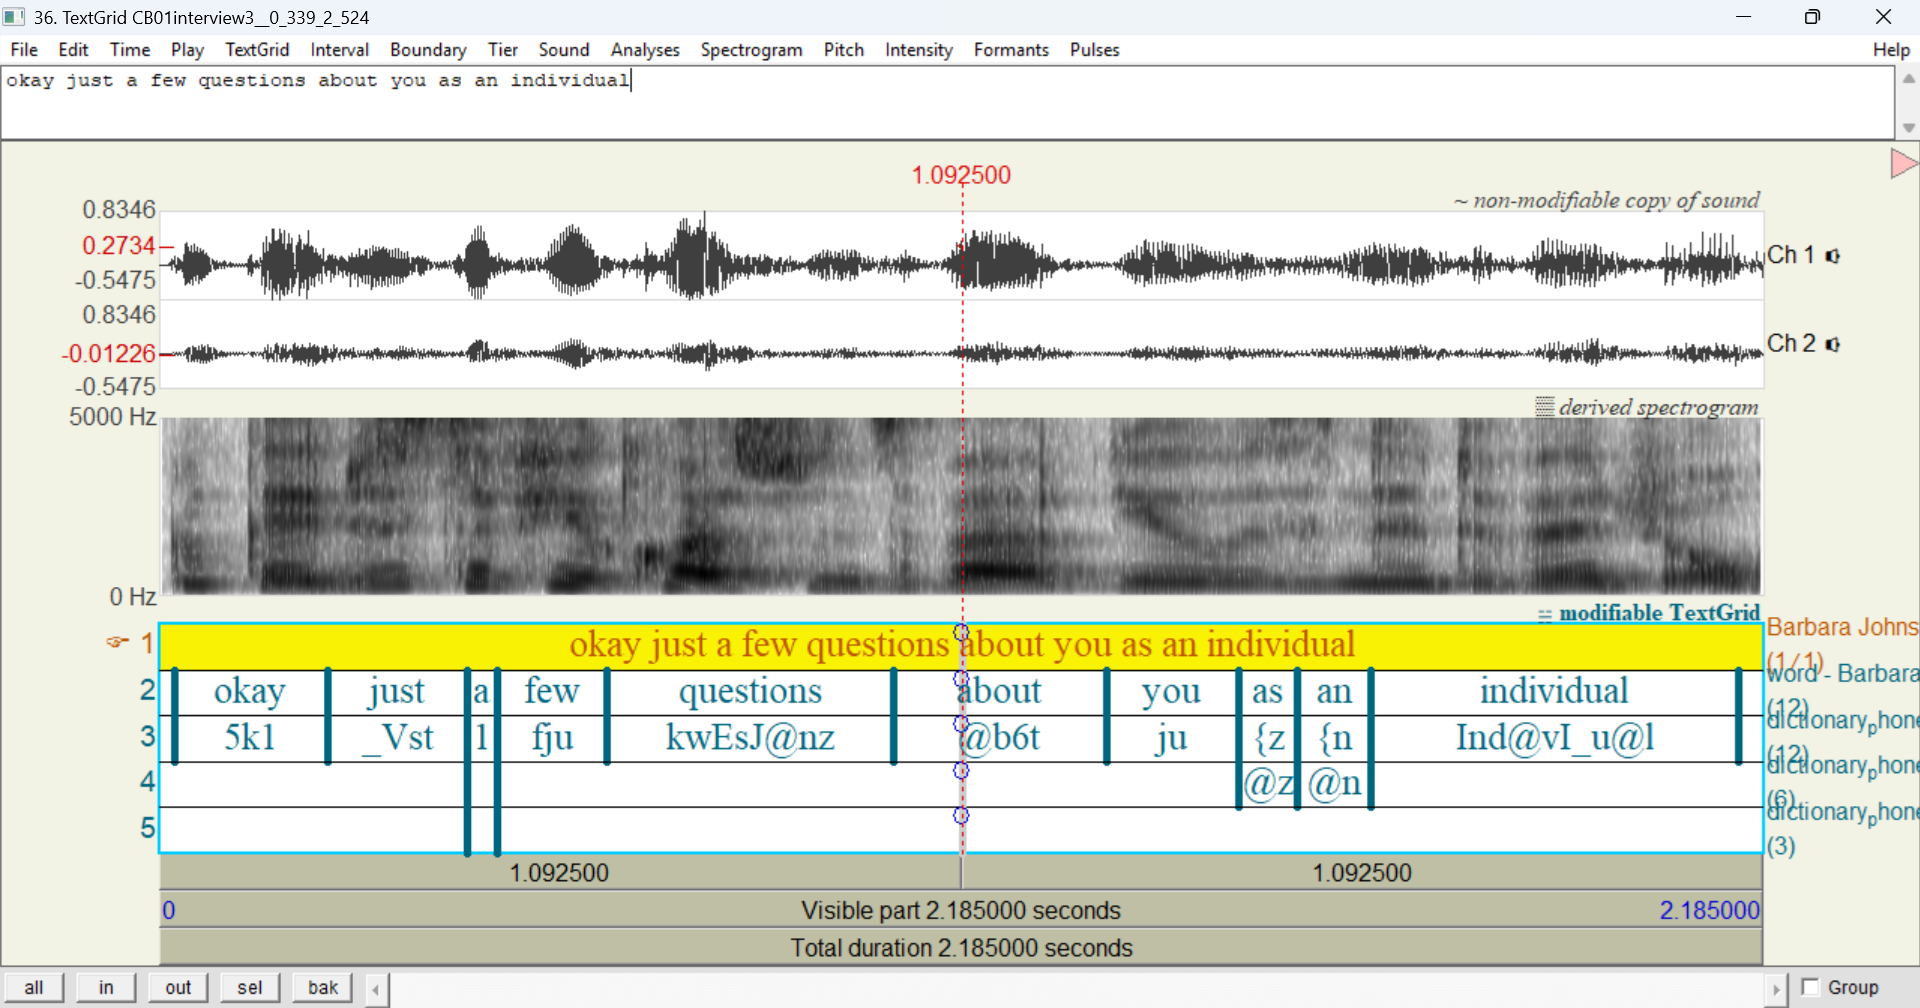 36. TextGrid CB01interview3__0_339_2_524
File Edit Time Play TextGrid Interval Boundary Tier Sound Analyses Spectrogram Pitch Intensity Formants Pulses Help
okay just a few questions about you as an individual
1.092500
~ non-modifiable copy of sound
0.8346
0.2734
-0.5475
Ch 1
0.8346
-0.01226
-0.5475
Ch 2
5000 Hz
derived spectrogram
0 Hz
modifiable TextGrid
1 okay just a few questions about you as an individual
Barbara Johns
(1/1)
2 okay just a few questions about you as an individual
word - Barbara
(12)
3 5k1 _Vst 1 fju kwEsJ@nz @b6t ju {z {n Ind@vI_u@l
dictionaryphone
(12)
4 @z @n
dictionaryphone
(6)
5
dictionaryphone
(3)
1.092500 1.092500
0 Visible part 2.185000 seconds 2.185000
Total duration 2.185000 seconds
all in out sel bak Group